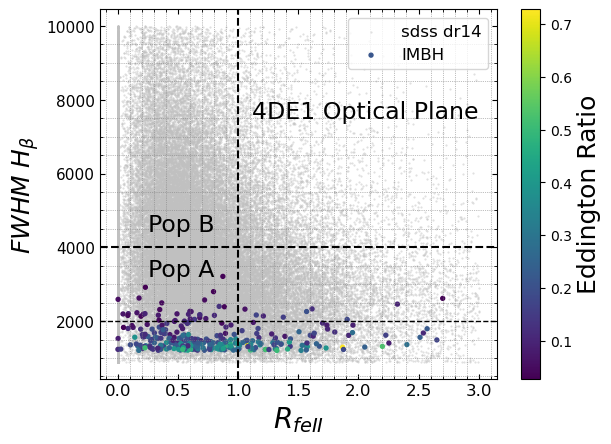 10000
8000
6000
4000
2000
FWHM Hβ
sdss dr14
IMBH
4DE1 Optical Plane
Pop B
Pop A
0.0 0.5 1.0 1.5 2.0 2.5 3.0
RfeII
0.7
0.6
0.5
0.4
0.3
0.2
0.1
Eddington Ratio